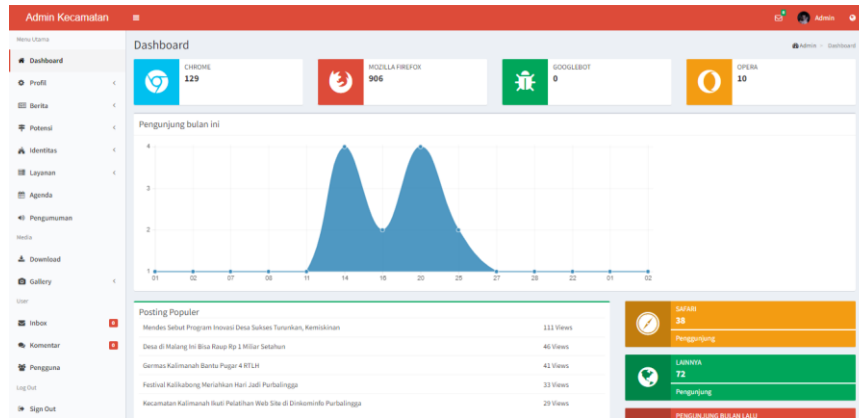 Admin Kecamatan
Admin
Menu Utama
Dashboard
Profil
Berita
Potensi
Identitas
Layanan
Agenda
Pengumuman
Media
Download
Gallery
User
Inbox
Komentar
Pengguna
Log Out
Sign Out
Dashboard
Admin > Dashboard
CHROME
129
MOZILLA FIREFOX
906
GOOGLEBOT
0
OPERA
10
Pengunjung bulan ini
4
3
2
1
01 02 07 08 11 14 16 20 25 27 28 22 01 02
Posting Populer
Mendes Sebut Program Inovasi Desa Sukses Turunkan, Kemiskinan 111 Views
Desa di Malang Ini Bisa Raup Rp 1 Miliar Setahun 46 Views
Germas Kalimanah Bantu Pugar 4 RTLH 41 Views
Festival Kalikabong Meriahkan Hari Jadi Purbalingga 33 Views
Kecamatan Kalimanah Ikuti Pelatihan Web Site di Dinkominfo Purbalingga 29 Views
SAFARI
38
Penggunjung
LAINNYA
72
Pengunjung
PENGUNJUNG BULAN LALU